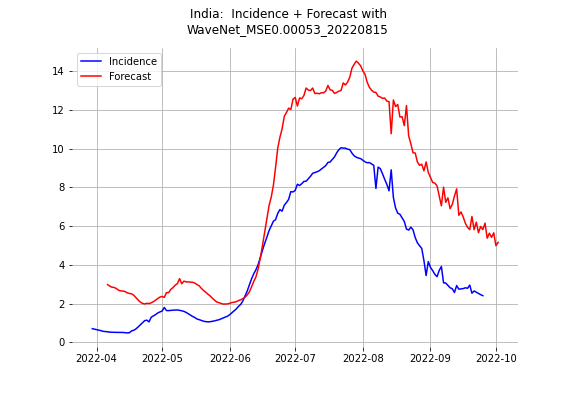 India:  Incidence + Forecast with
WaveNet_MSE0.00053_20220815
Incidence
Forecast
14
12
10
8
6
4
2
0
2022-04 2022-05 2022-06 2022-07 2022-08 2022-09 2022-10